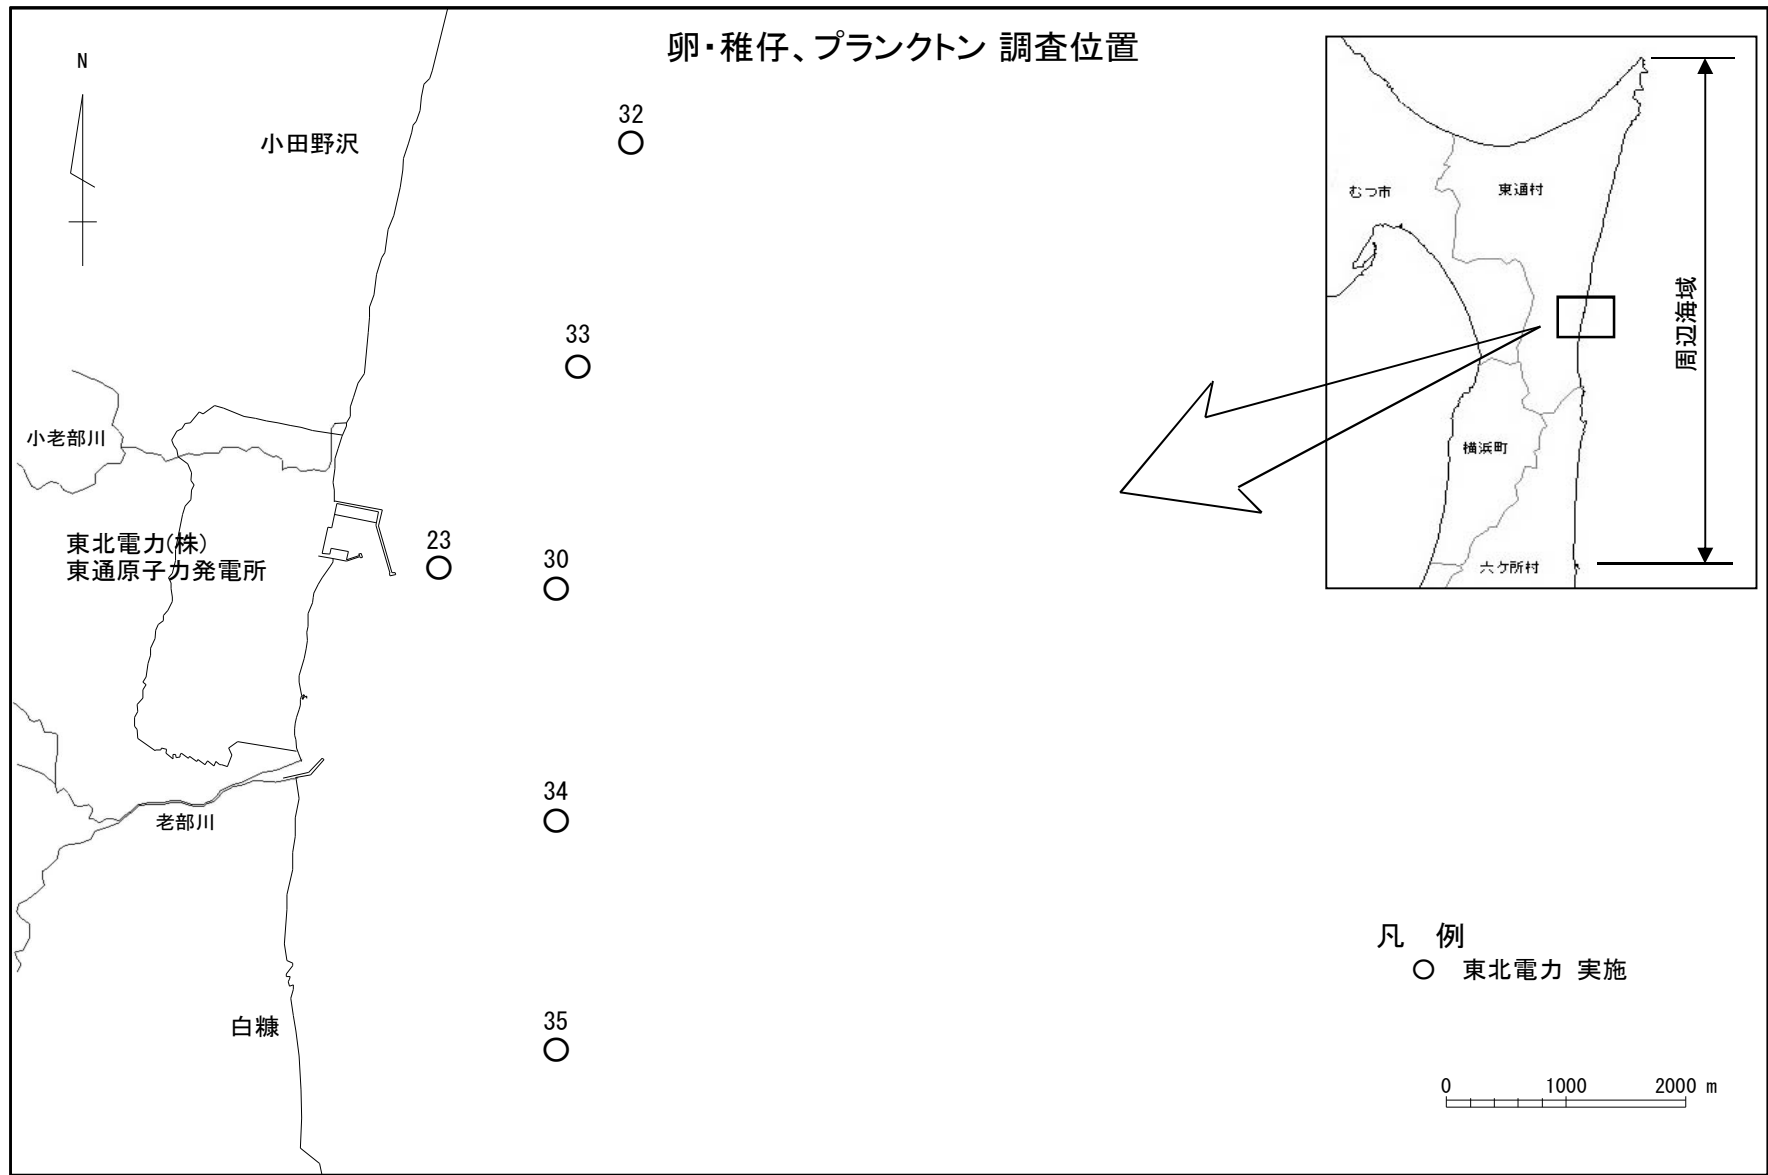 卵・稚仔、プランクトン 調査位置
N
小田野沢
32
33
小老部川
東北電力(株)
東通原子力発電所
23
30
34
老部川
35
白糠
むつ市
東通村
横浜町
六ケ所村
周辺海域
凡 例
○ 東北電力 実施
0 1000 2000 m